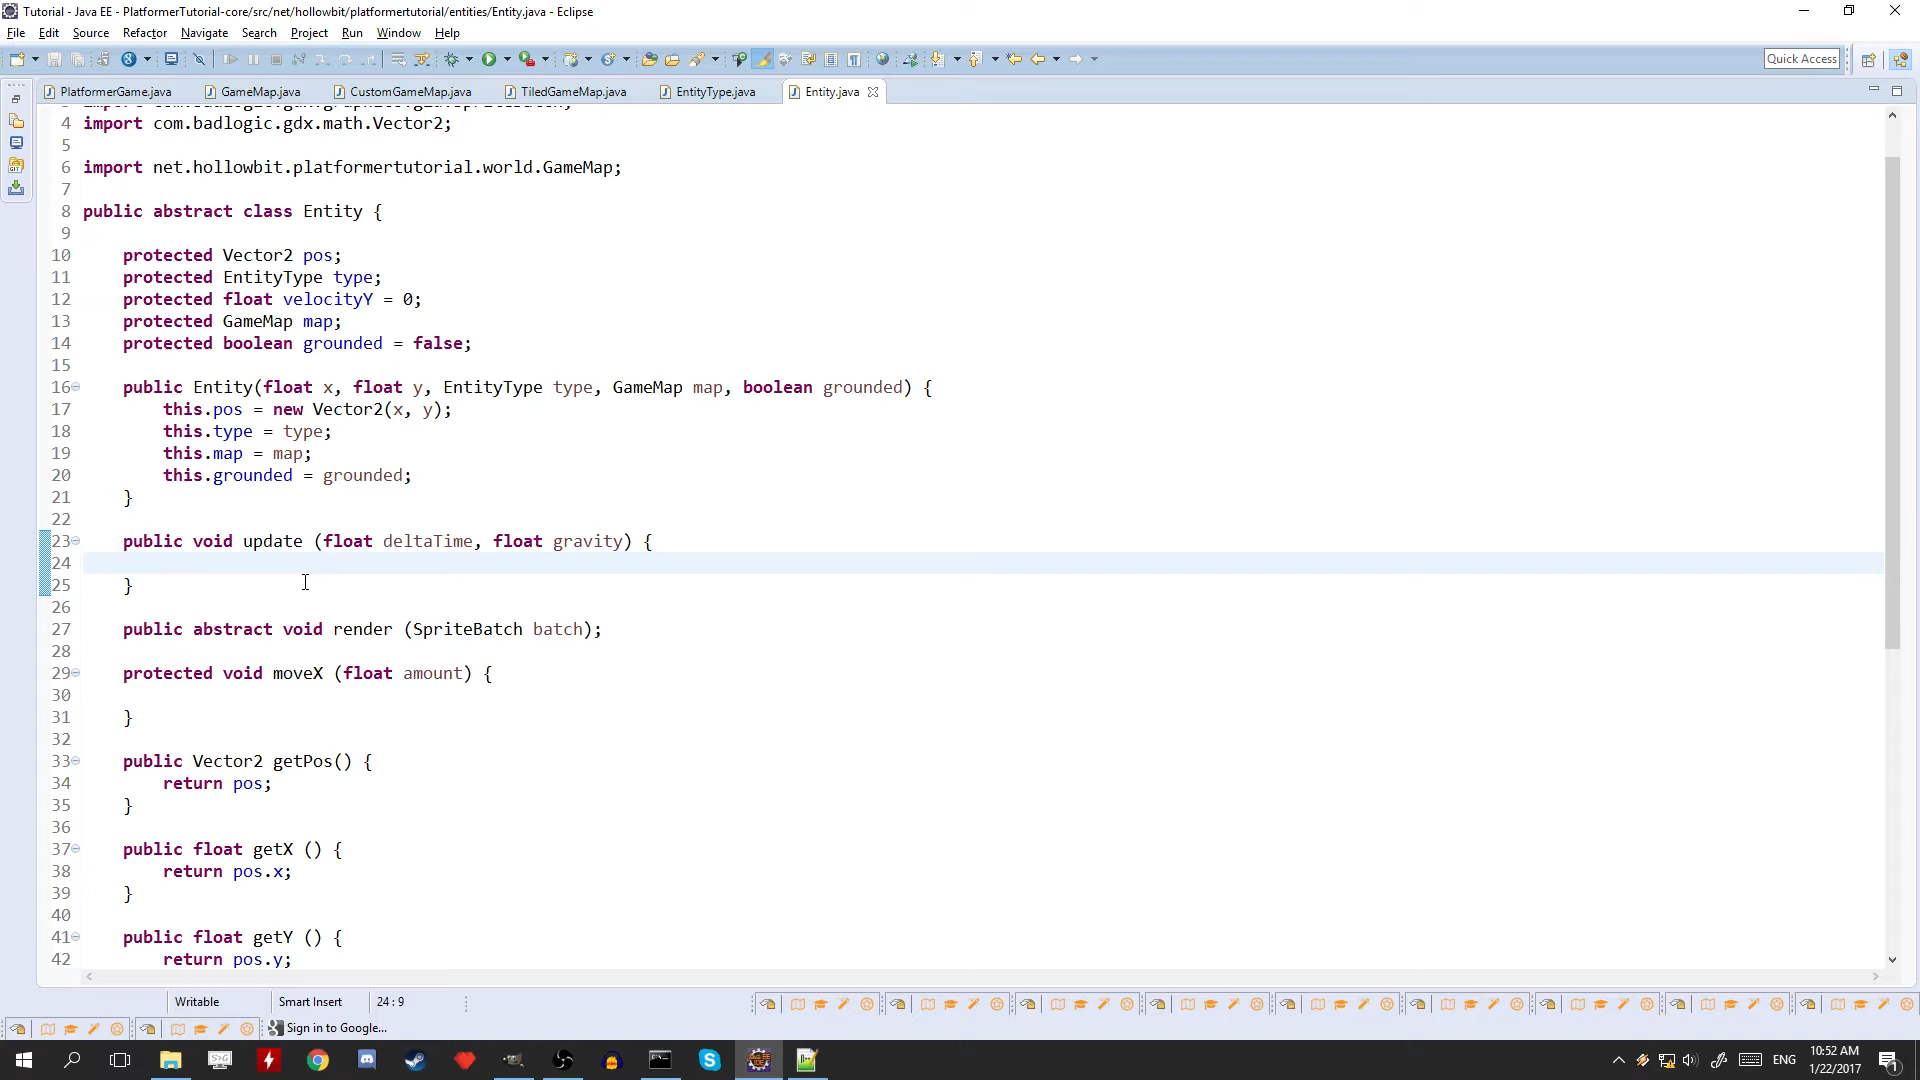 Tutorial - Java EE - PlatformerTutorial-core/src/net/hollowbit/platformertutorial/entities/Entity.java - Eclipse
File Edit Source Refactor Navigate Search Project Run Window Help
Quick Access
PlatformerGame.java GameMap.java CustomGameMap.java TiledGameMap.java EntityType.java Entity.java
4 import com.badlogic.gdx.math.Vector2;
5
6 import net.hollowbit.platformertutorial.world.GameMap;
7
8 public abstract class Entity {
9
10 protected Vector2 pos;
11 protected EntityType type;
12 protected float velocityY = 0;
13 protected GameMap map;
14 protected boolean grounded = false;
15
16 public Entity(float x, float y, EntityType type, GameMap map, boolean grounded) {
17 this.pos = new Vector2(x, y);
18 this.type = type;
19 this.map = map;
20 this.grounded = grounded;
21 }
22
23 public void update (float deltaTime, float gravity) {
24
25 }
26
27 public abstract void render (SpriteBatch batch);
28
29 protected void moveX (float amount) {
30
31 }
32
33 public Vector2 getPos() {
34 return pos;
35 }
36
37 public float getX () {
38 return pos.x;
39 }
40
41 public float getY () {
42 return pos.y;
Writable Smart Insert 24 : 9
Sign in to Google...
ENG
10:52 AM
1/22/2017